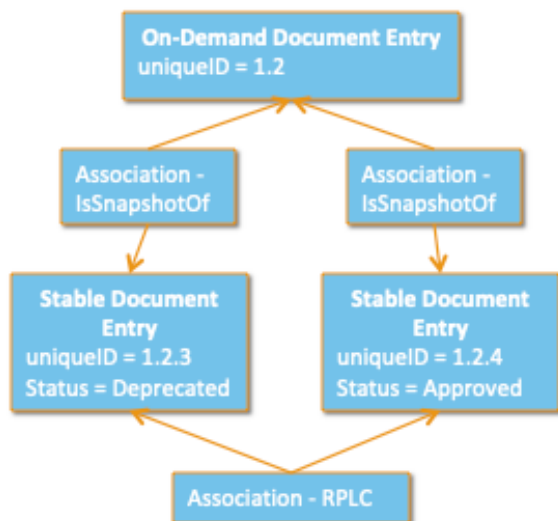 On-Demand Document Entry
uniqueID = 1.2
Association -
IsSnapshotOf
Association -
IsSnapshotOf
Stable Document
Entry
uniqueID = 1.2.3
Status = Deprecated
Stable Document
Entry
uniqueID = 1.2.4
Status = Approved
Association - RPLC